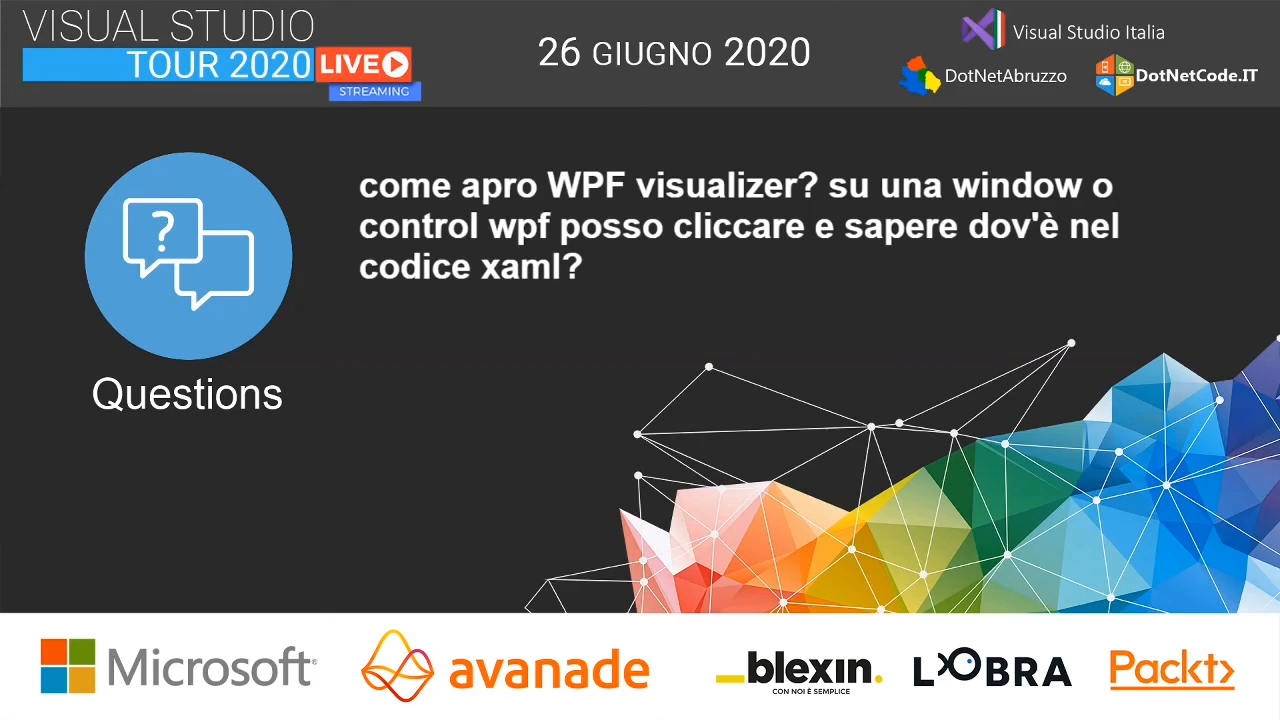 VISUAL STUDIO
TOUR 2020 LIVE
STREAMING
26 GIUGNO 2020
Visual Studio Italia
DotNetAbruzzo
DotNetCode.IT
?
Questions
come apro WPF visualizer? su una window o
control wpf posso cliccare e sapere dov'è nel
codice xaml?
Microsoft
avanade
blexin.
CON NOI È SEMPLICE
LOBRA
Packt>